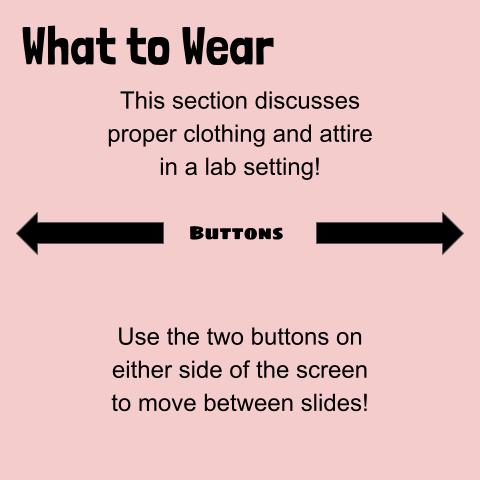 What to Wear
This section discusses
proper clothing and attire
in a lab setting!
Buttons
Use the two buttons on
either side of the screen
to move between slides!